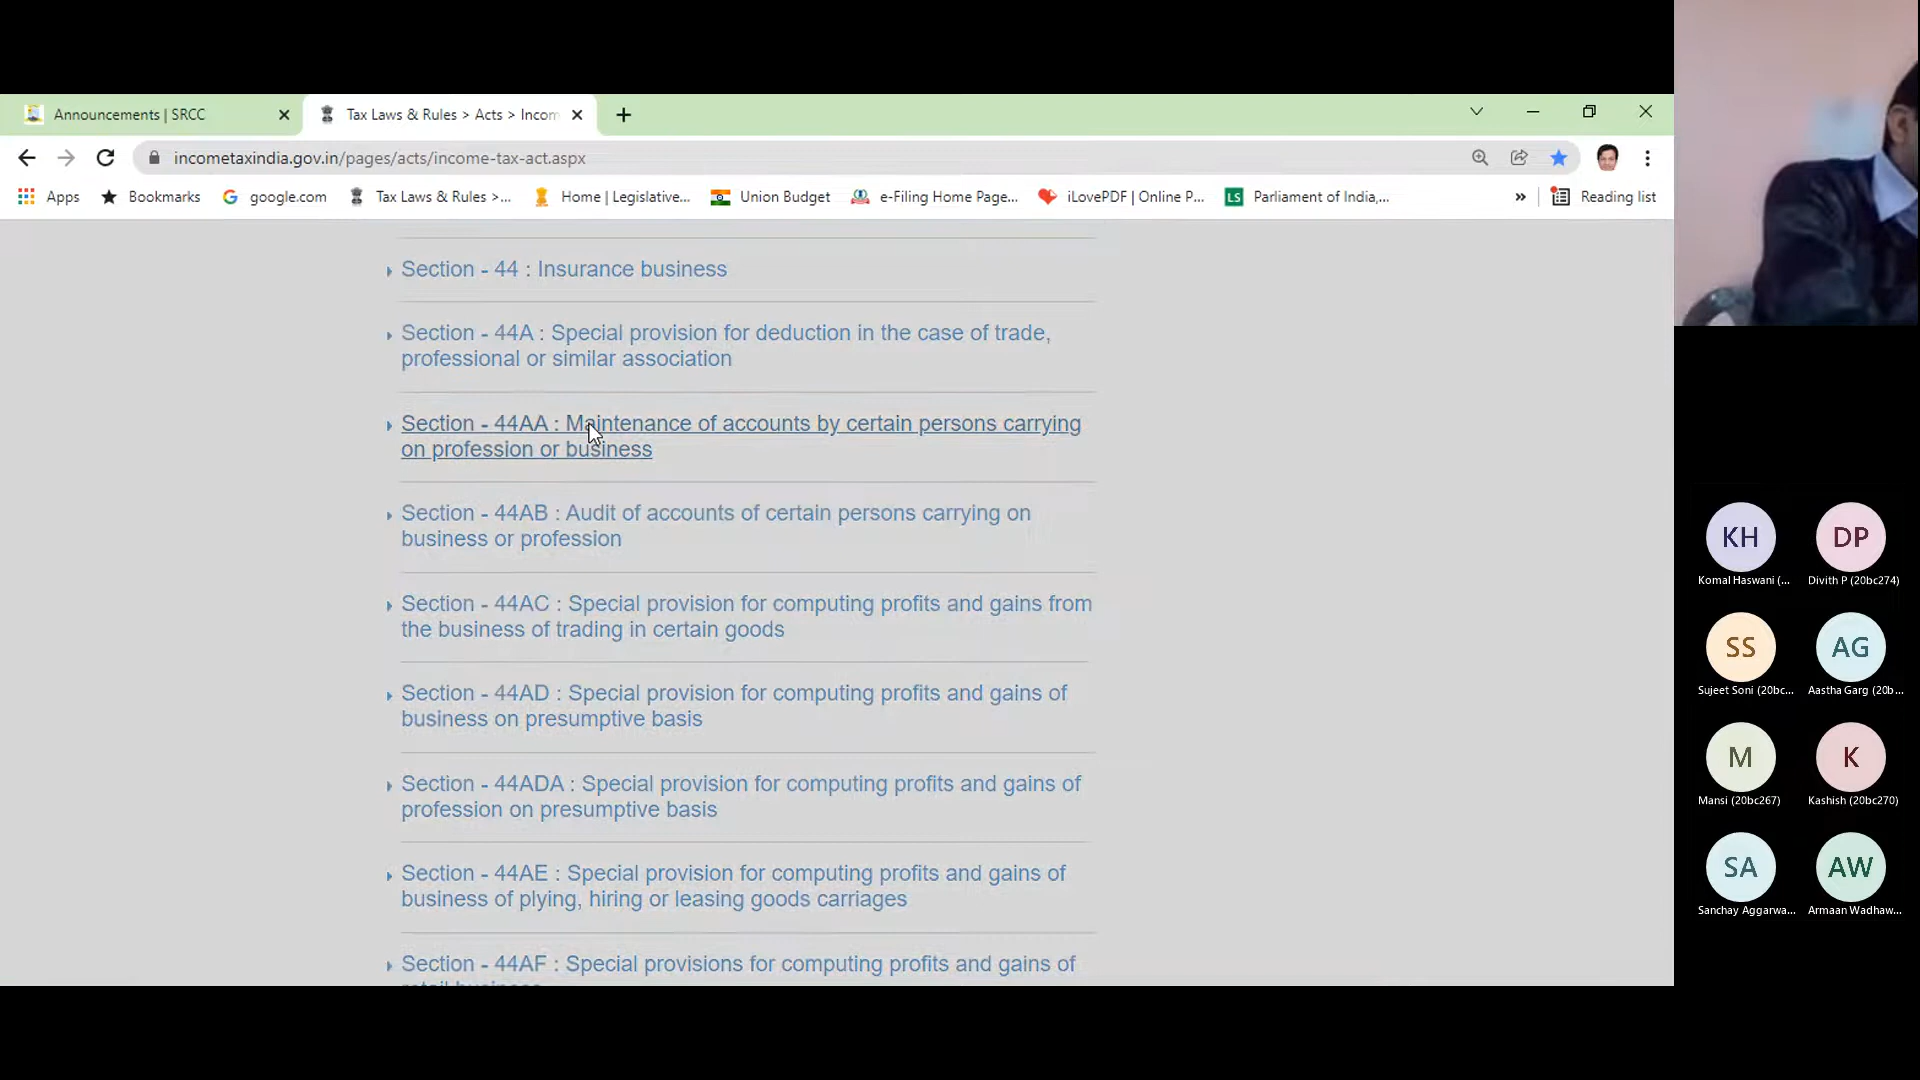 Announcements | SRCC
Tax Laws & Rules > Acts > Incom
incometaxindia.gov.in/pages/acts/income-tax-act.aspx
Apps
Bookmarks
google.com
Tax Laws & Rules >...
Home | Legislative...
Union Budget
e-Filing Home Page...
iLovePDF | Online P...
LS
Parliament of India,...
»
Reading list
Section - 44 : Insurance business
Section - 44A : Special provision for deduction in the case of trade,
professional or similar association
Section - 44AA : Maintenance of accounts by certain persons carrying
on profession or business
Section - 44AB : Audit of accounts of certain persons carrying on
business or profession
Section - 44AC : Special provision for computing profits and gains from
the business of trading in certain goods
Section - 44AD : Special provision for computing profits and gains of
business on presumptive basis
Section - 44ADA : Special provision for computing profits and gains of
profession on presumptive basis
Section - 44AE : Special provision for computing profits and gains of
business of plying, hiring or leasing goods carriages
Section - 44AF : Special provisions for computing profits and gains of
KH
DP
Komal Haswani (...
Divith P (20bc274)
SS
AG
Sujeet Soni (20bc...
Aastha Garg (20b...
M
K
Mansi (20bc267)
Kashish (20bc270)
SA
AW
Sanchay Aggarwa...
Armaan Wadhaw...